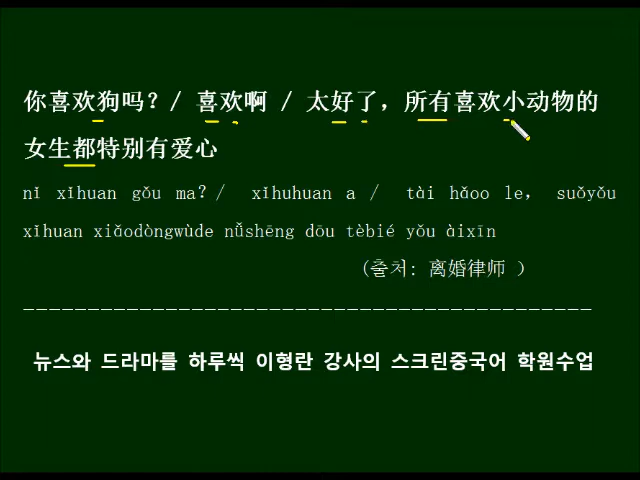 你喜欢狗吗？/ 喜欢啊 / 太好了，所有喜欢小动物的
女生都特别有爱心
nǐ xǐhuan gǒu ma？/ xǐhuhuan a / tài hǎoo le， suǒyǒu
xǐhuan xiǎodòngwùde nǚshēng dōu tèbié yǒu àixīn
(출처: 离婚律师 )
뉴스와 드라마를 하루씩 이형란 강사의 스크린중국어 학원수업